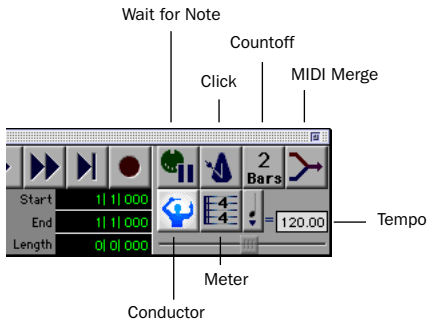 Wait for Note
Countoff
Click
MIDI Merge
2
Bars
Start 1| 1| 000
End 1| 1| 000
Length 0| 0| 000
4
4
= 120.00
Tempo
Meter
Conductor